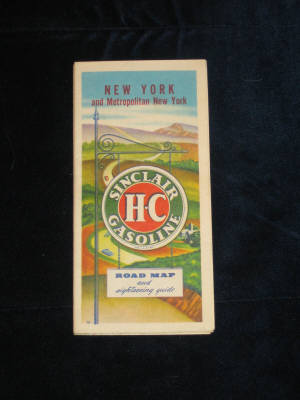 NEW YORK
and Metropolitan New York
SINCLAIR
H-C
GASOLINE
ROAD MAP
and
sightseeing guide